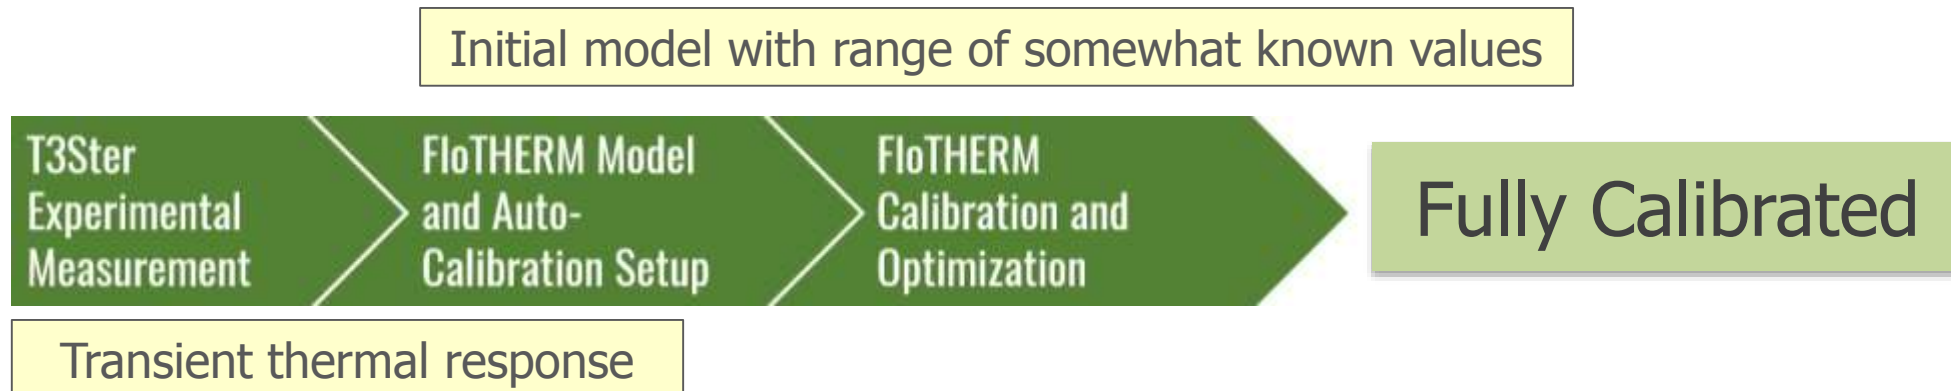 Initial model with range of somewhat known values
T3Ster
Experimental
Measurement
FloTHERM Model
and Auto-
Calibration Setup
FloTHERM
Calibration and
Optimization
Fully Calibrated
Transient thermal response